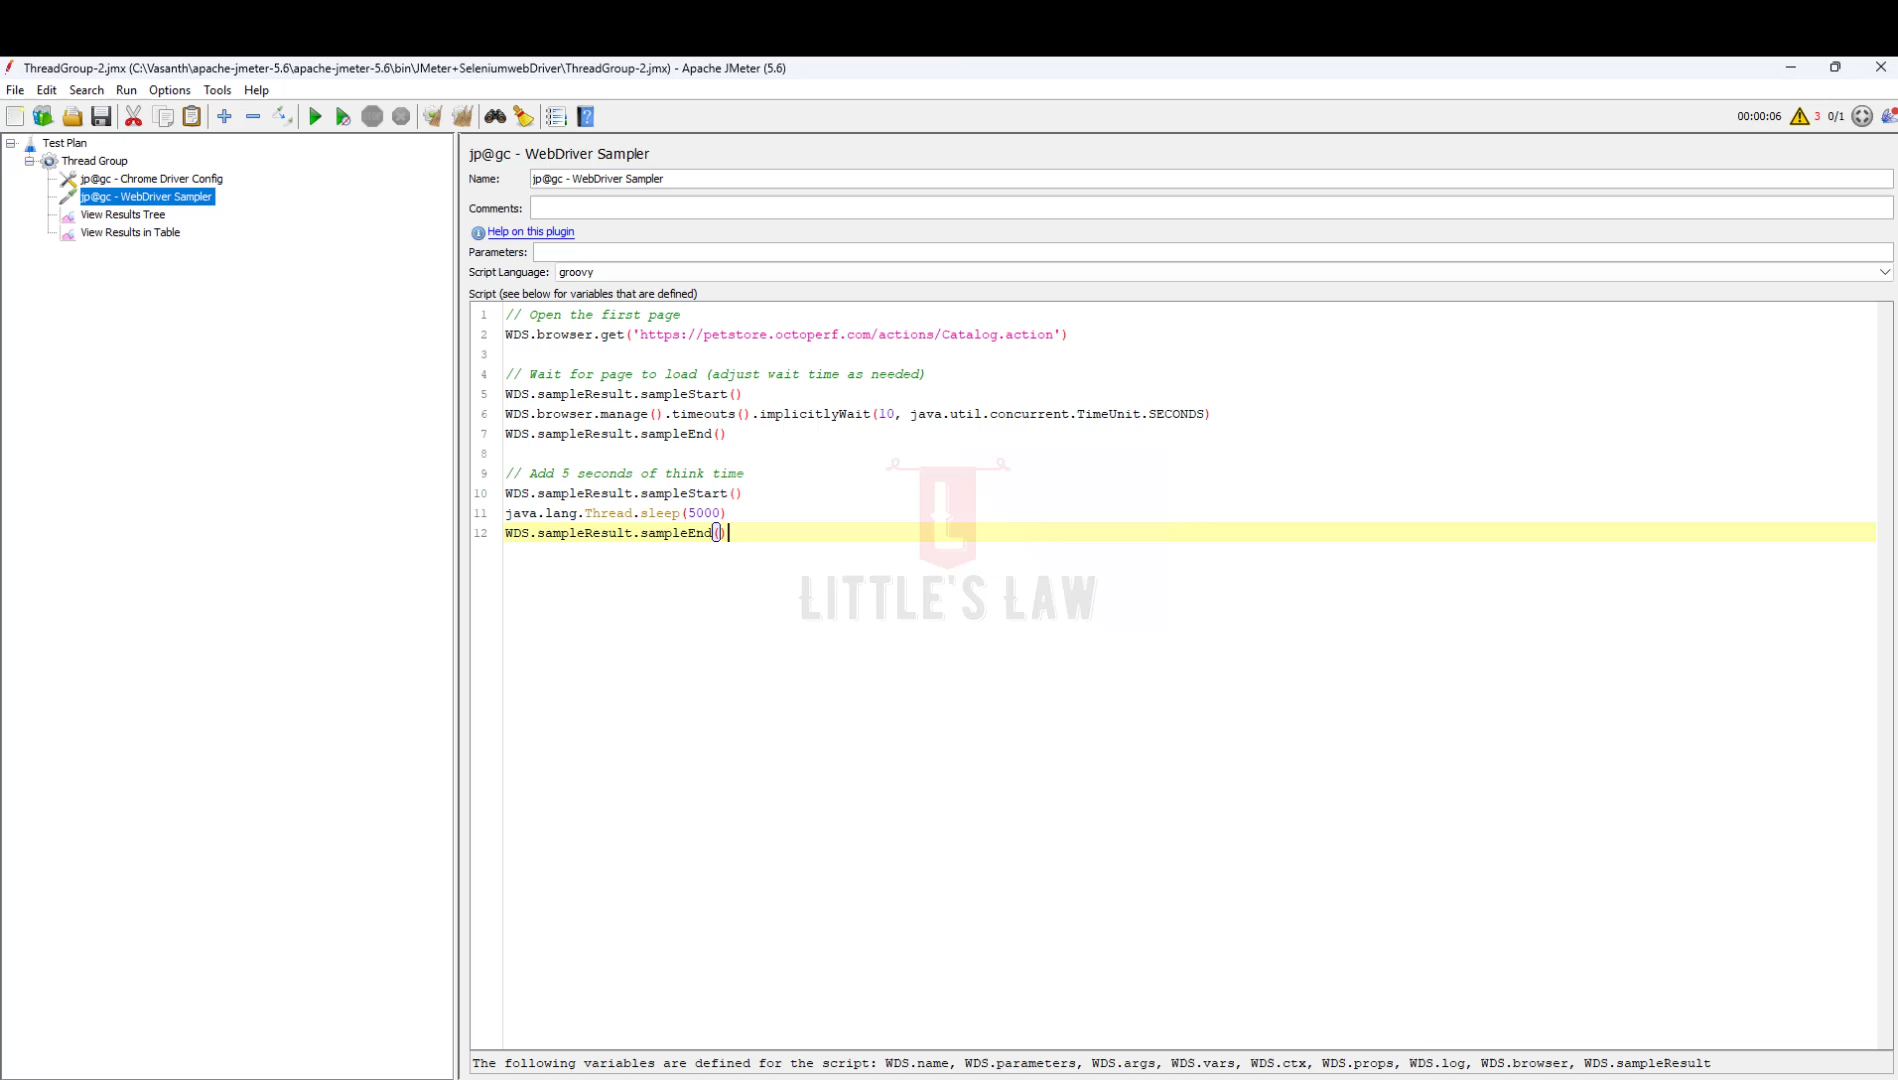 ThreadGroup-2.jmx (C:\Vasanth\apache-jmeter-5.6\apache-jmeter-5.6\bin\JMeter+SeleniumwebDriver\ThreadGroup-2.jmx) - Apache JMeter (5.6)
File Edit Search Run Options Tools Help
00:00:06 3 0/1
Test Plan
Thread Group
jp@gc - Chrome Driver Config
jp@gc - WebDriver Sampler
View Results Tree
View Results in Table
jp@gc - WebDriver Sampler
Name: jp@gc - WebDriver Sampler
Comments:
Help on this plugin
Parameters:
Script Language: groovy
Script (see below for variables that are defined)
1 // Open the first page
2 WDS.browser.get('https://petstore.octoperf.com/actions/Catalog.action')
3
4 // Wait for page to load (adjust wait time as needed)
5 WDS.sampleResult.sampleStart()
6 WDS.browser.manage().timeouts().implicitlyWait(10, java.util.concurrent.TimeUnit.SECONDS)
7 WDS.sampleResult.sampleEnd()
8
9 // Add 5 seconds of think time
10 WDS.sampleResult.sampleStart()
11 java.lang.Thread.sleep(5000)
12 WDS.sampleResult.sampleEnd()
L
LITTLE'S LAW
The following variables are defined for the script: WDS.name, WDS.parameters, WDS.args, WDS.vars, WDS.ctx, WDS.props, WDS.log, WDS.browser, WDS.sampleResult